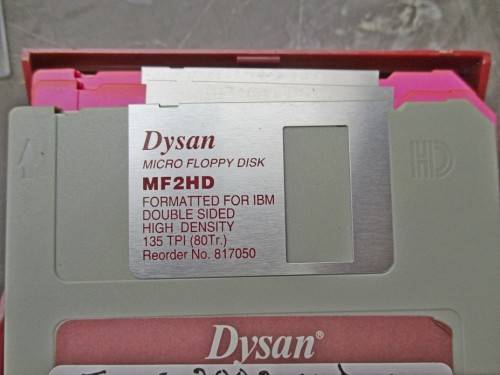 Dysan
MICRO FLOPPY DISK
MF2HD
FORMATTED FOR IBM
DOUBLE SIDED
HIGH DENSITY
135 TPI (80Tr.)
Reorder No. 817050
HD
Dysan®